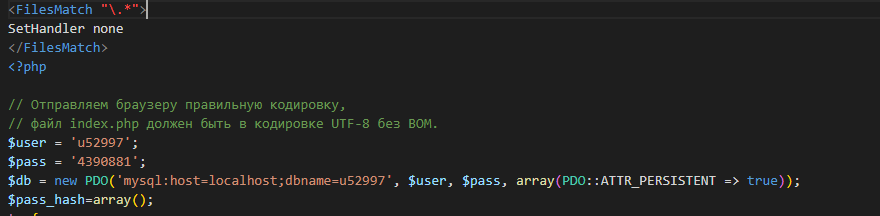 <FilesMatch "\.*">
SetHandler none
</FilesMatch>
<?php
// Отправляем браузеру правильную кодировку,
// файл index.php должен быть в кодировке UTF-8 без BOM.
$user = 'u52997';
$pass = '4390881';
$db = new PDO('mysql:host=localhost;dbname=u52997', $user, $pass, array(PDO::ATTR_PERSISTENT => true));
$pass_hash=array();